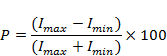 P = (I_max − I_min) / (I_max + I_min) × 100